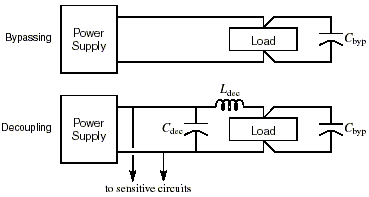 Bypassing
Power
Supply
Load
Cbyp
Decoupling
Power
Supply
Ldec
Cdec
Load
Cbyp
to sensitive circuits